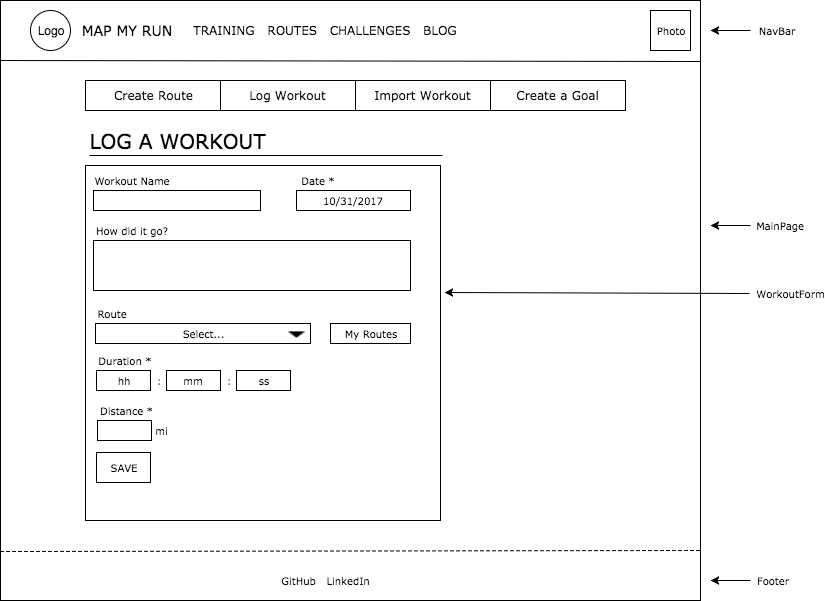 Logo MAP MY RUN TRAINING ROUTES CHALLENGES BLOG Photo NavBar
Create Route Log Workout Import Workout Create a Goal
LOG A WORKOUT
Workout Name Date *
10/31/2017
MainPage
How did it go?
WorkoutForm
Route
Select... My Routes
Duration *
hh : mm : ss
Distance *
mi
SAVE
GitHub LinkedIn Footer